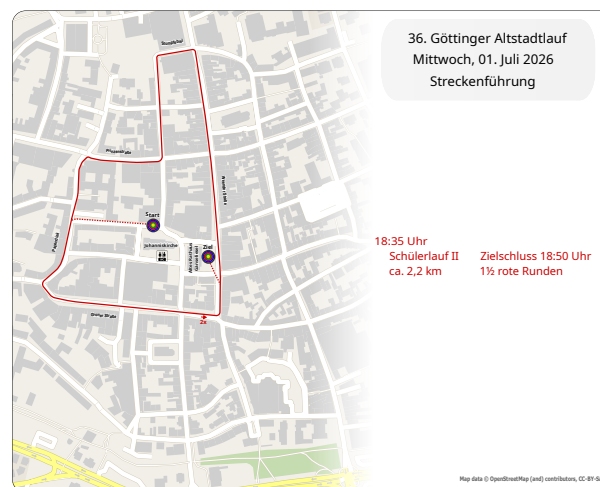 36. Göttinger Altstadtlauf
Mittwoch, 01. Juli 2026
Streckenführung
Prinzenstraße
Start
Johanniskirche
Ziel
2x
18:35 Uhr
Schülerlauf II
ca. 2,2 km
Zielschluss 18:50 Uhr
1½ rote Runden
Map data © OpenStreetMap (and) contributors, CC-BY-SA